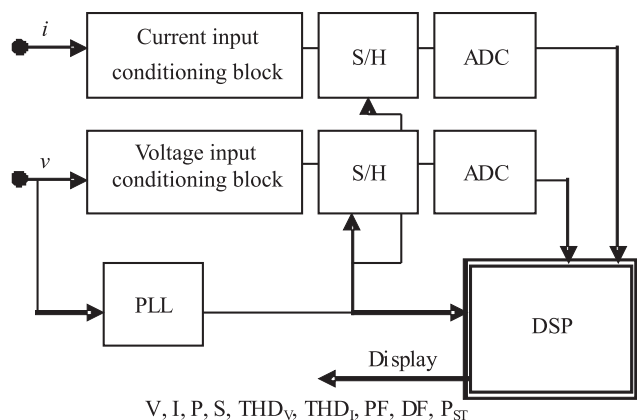 i
Current input
conditioning block
S/H
ADC
v
Voltage input
conditioning block
S/H
ADC
PLL
DSP
Display
V, I, P, S, THD_V, THD_I, PF, DF, P_ST